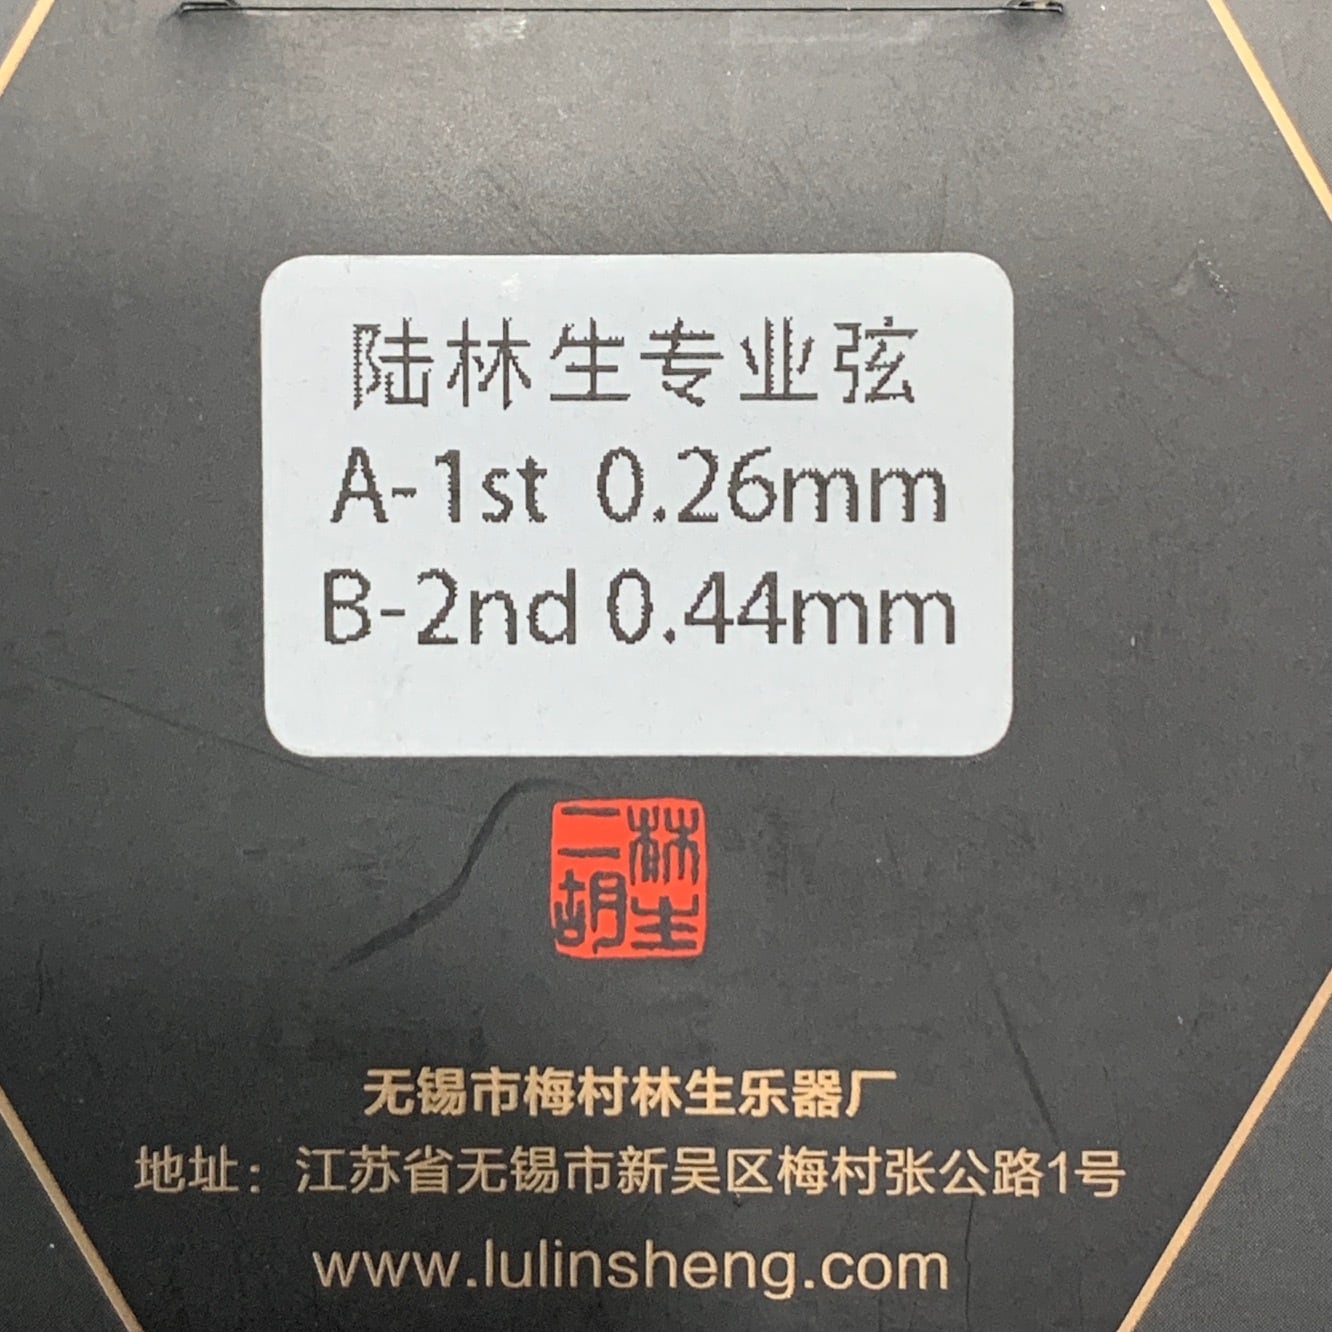 陆林生专业弦
A-1st 0.26mm
B-2nd 0.44mm
林生
二胡
无锡市梅村林生乐器厂
地址：江苏省无锡市新吴区梅村张公路1号
www.lulinsheng.com